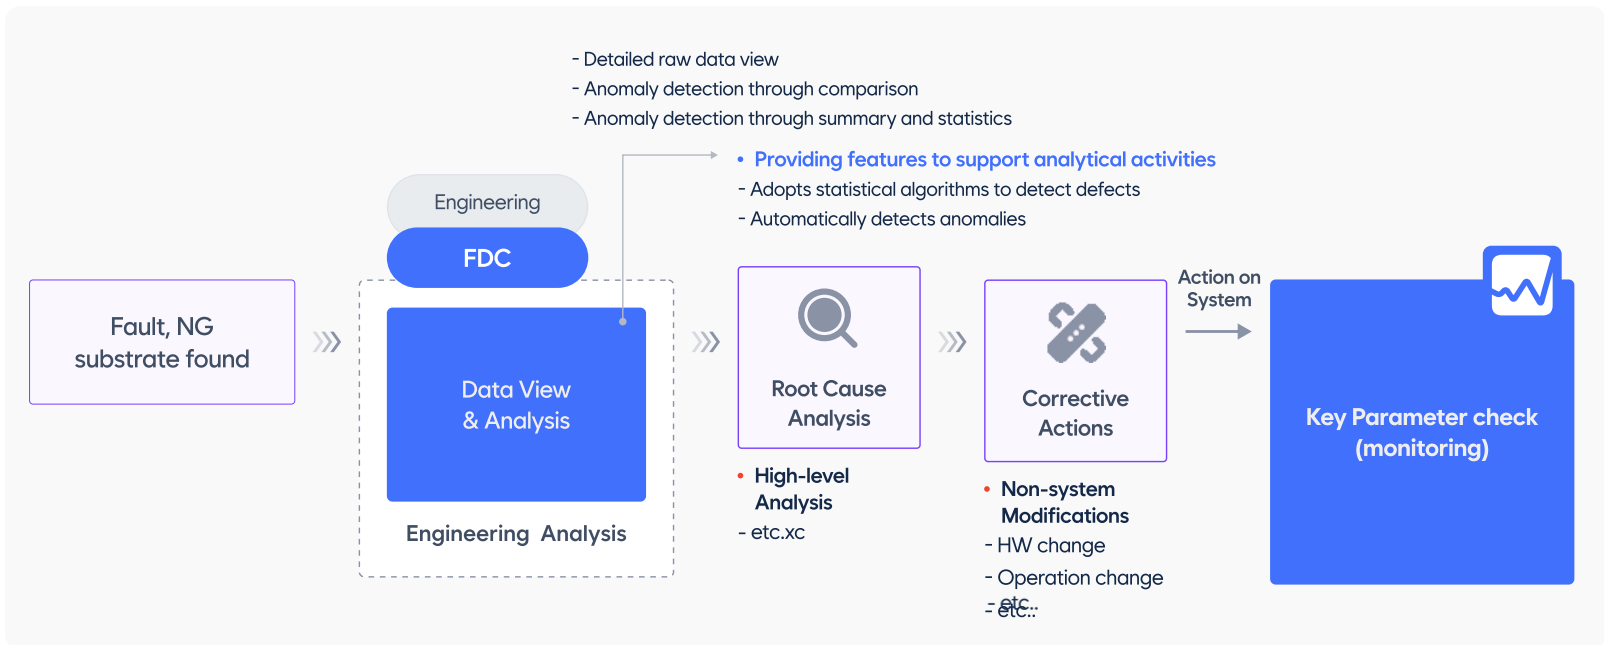 - Detailed raw data view
- Anomaly detection through comparison
- Anomaly detection through summary and statistics
• Providing features to support analytical activities
- Adopts statistical algorithms to detect defects
- Automatically detects anomalies
Engineering
FDC
Fault, NG
substrate found
Data View
& Analysis
Engineering Analysis
Root Cause
Analysis
• High-level
Analysis
- etc.xc
Corrective
Actions
• Non-system
Modifications
- HW change
- Operation change
- etc..
- etc..
Action on
System
Key Parameter check
(monitoring)